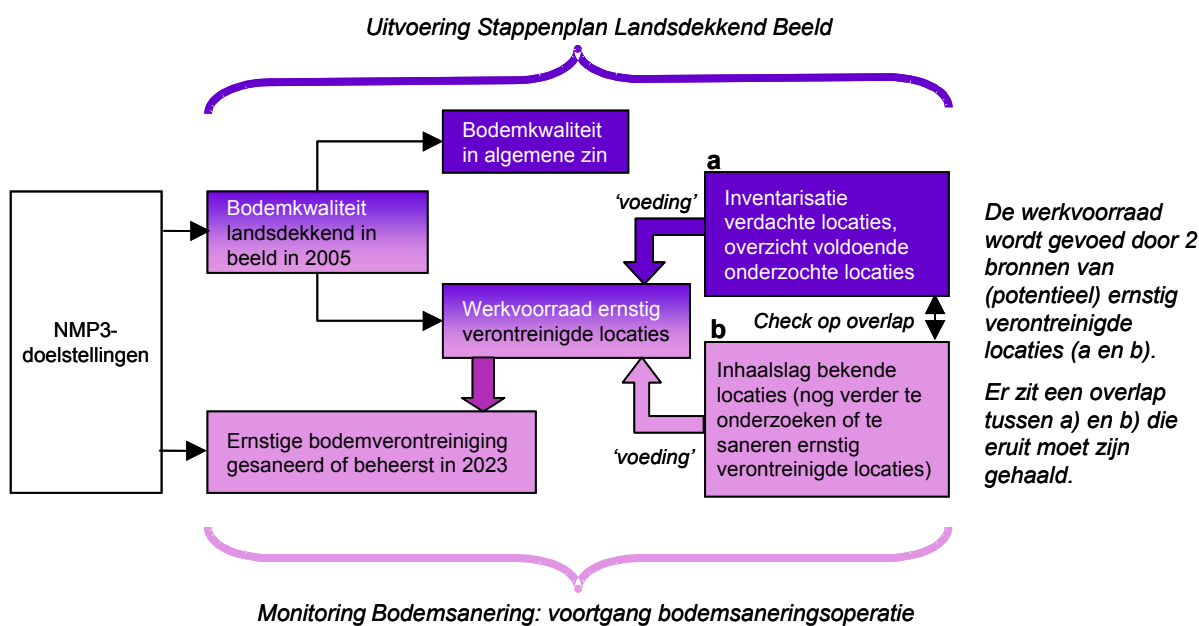 Uitvoering Stappenplan Landsdekkend Beeld
Bodemkwaliteit
in algemene zin
a
Inventarisatie
verdachte locaties,
overzicht voldoende
onderzochte locaties
‘voeding’
Bodemkwaliteit
landsdekkend in
beeld in 2005
NMP3-
doelstellingen
Werkvoorraad ernstig
verontreinigde locaties
Check op overlap
b
Inhaalslag bekende
locaties (nog verder te
onderzoeken of te
saneren ernstig
verontreinigde locaties)
‘voeding’
Ernstige bodemverontreiniging
gesaneerd of beheerst in 2023
De werkvoorraad
wordt gevoed door 2
bronnen van
(potentieel) ernstig
verontreinigde
locaties (a en b).
Er zit een overlap
tussen a) en b) die
eruit moet zijn
gehaald.
Monitoring Bodemsanering: voortgang bodemsaneringsoperatie